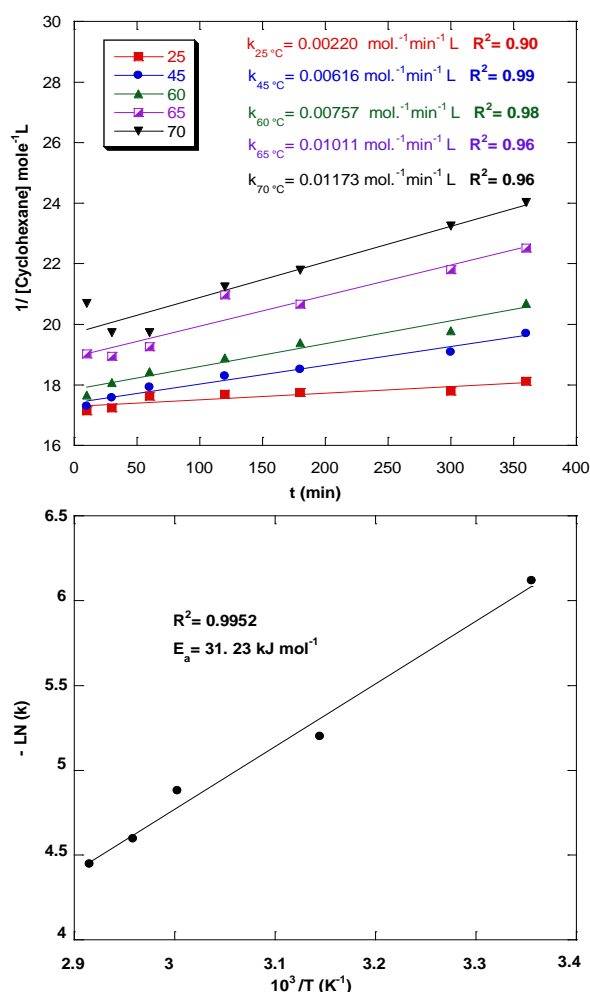 1/ [Cyclohexane] mole⁻¹L
30
28
26
24
22
20
18
16
25
45
60
65
70
k25 °C= 0.00220 mol.⁻¹min⁻¹ L R²= 0.90
k45 °C= 0.00616 mol.⁻¹min⁻¹ L R²= 0.99
k60 °C= 0.00757 mol.⁻¹min⁻¹ L R²= 0.98
k65 °C= 0.01011 mol.⁻¹min⁻¹ L R²= 0.96
k70 °C= 0.01173 mol.⁻¹min⁻¹ L R²= 0.96
0 50 100 150 200 250 300 350 400
t (min)
- LN (k)
6.5
6
5.5
5
4.5
4
R²= 0.9952
Ea= 31. 23 kJ mol⁻¹
2.9 3 3.1 3.2 3.3 3.4
10³/T (K⁻¹)